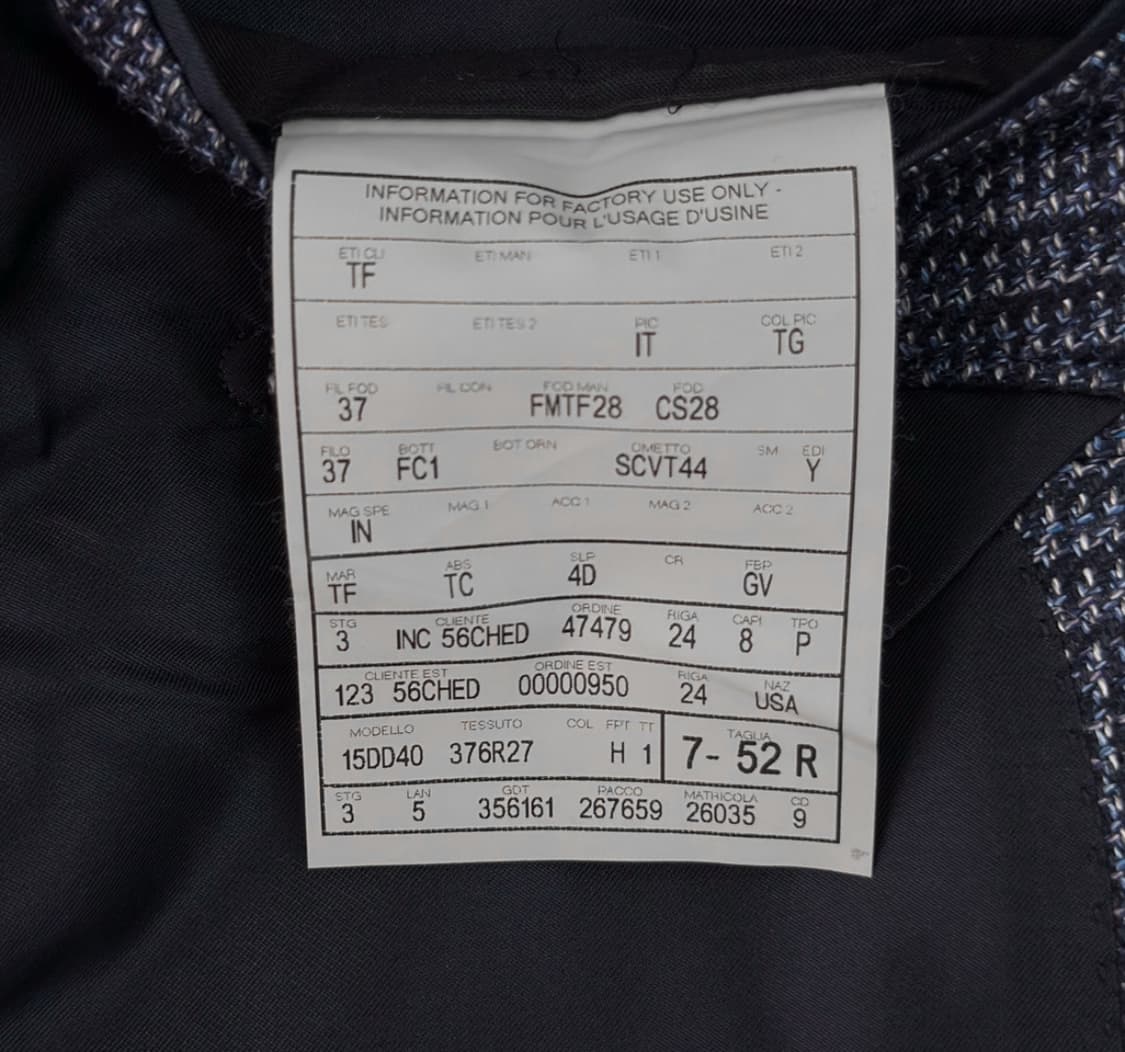 INFORMATION FOR FACTORY USE ONLY -
INFORMATION POUR L'USAGE D'USINE
ETI CLI ETI MAN ETI 1 ETI 2
TF
ETI TES ETI TES 2 PIC COL PIC
IT TG
FIL FOD FIL CON FOD MAN FOD
37 FMTF28 CS28
FILO BOTT BOT ORN OMETTO SM EDI
37 FC1 SCVT44 Y
MAG SPE MAG 1 ACC 1 MAG 2 ACC 2
IN
MAR ABS SLP CR FBP
TF TC 4D GV
STG CLIENTE ORDINE RIGA CAPI TPO
3 INC 56CHED 47479 24 8 P
CLIENTE EST ORDINE EST RIGA NAZ
123 56CHED 00000950 24 USA
MODELLO TESSUTO COL FPT TT TAGLIA
15DD40 376R27 H 1 7- 52 R
STG LAN GDT PACCO MATRICOLA CD
3 5 356161 267659 26035 9